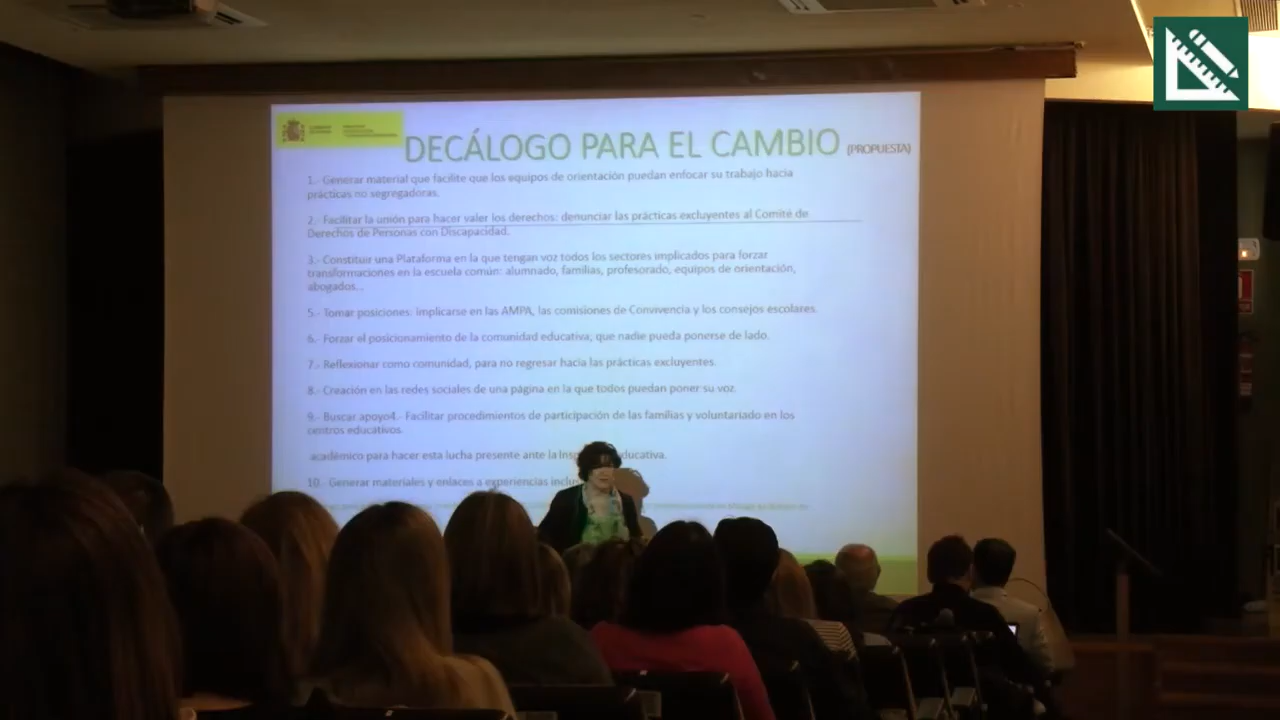 DECÁLOGO PARA EL CAMBIO (PROPUESTA)
1.- Generar material que facilite que los equipos de orientación puedan enfocar su trabajo hacia
prácticas no segregadoras.
2.- Facilitar la unión para hacer valer los derechos: denunciar las prácticas excluyentes al Comité de
Derechos de Personas con Discapacidad.
3.- Constituir una Plataforma en la que tengan voz todos los sectores implicados para forzar
transformaciones en la escuela común: alumnado, familias, profesorado, equipos de orientación,
abogados...
5.- Tomar posiciones: implicarse en las AMPA, las comisiones de Convivencia y los consejos escolares.
6.- Forzar el posicionamiento de la comunidad educativa, que nadie pueda ponerse de lado.
7.- Reflexionar como comunidad, para no regresar hacia las prácticas excluyentes.
8.- Creación en las redes sociales de una página en la que todos puedan poner su voz.
9.- Buscar apoyo4.- Facilitar procedimientos de participación de las familias y voluntariado en los
centros educativos.
académico para hacer esta lucha presente ante la educativa.
10.- Generar materiales y enlaces a experiencias